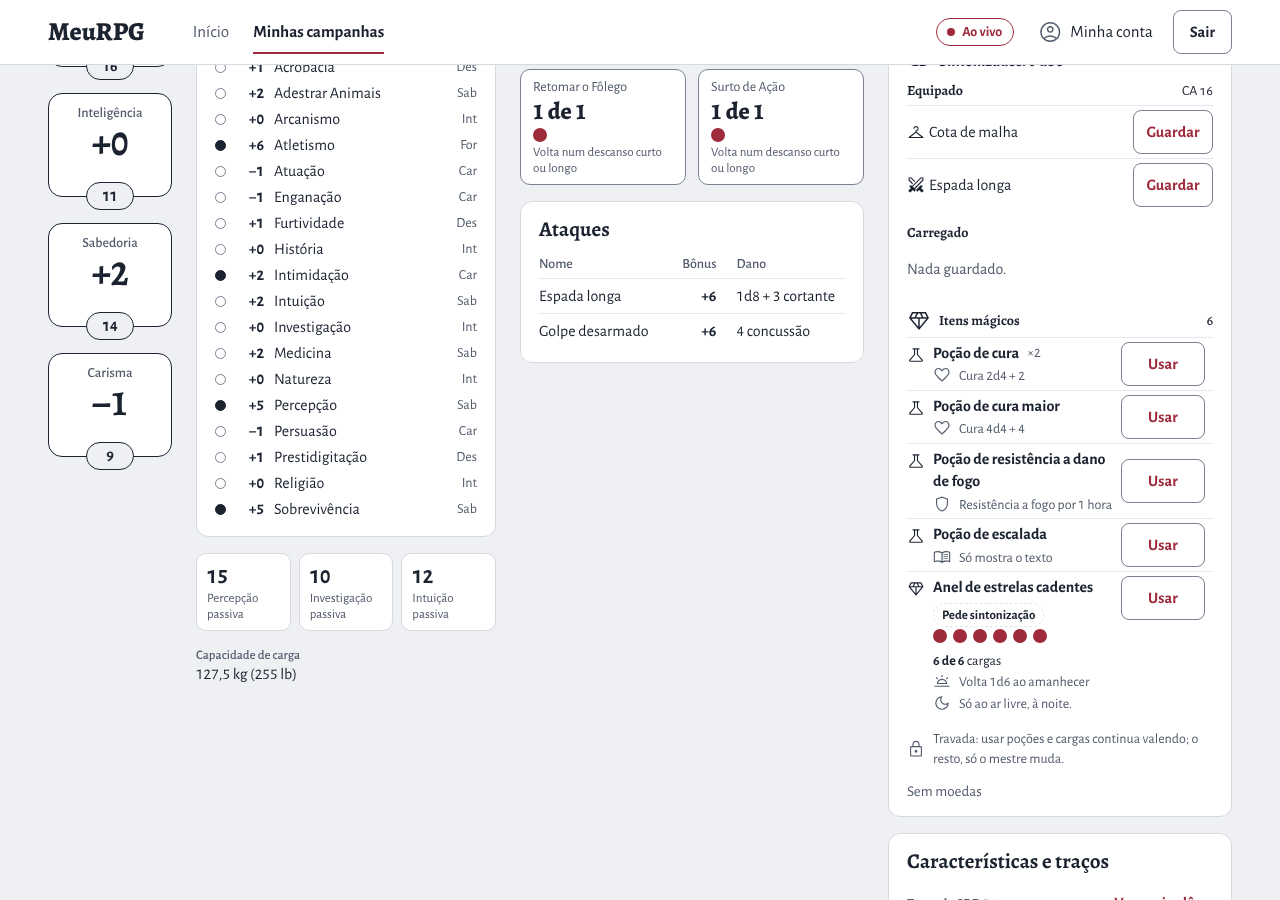 MeuRPG
Início
Minhas campanhas
Ao vivo
Minha conta
Sair
16
Inteligência
+0
11
Sabedoria
+2
14
Carisma
−1
9
+1 Acrobacia Des
+2 Adestrar Animais Sab
+0 Arcanismo Int
+6 Atletismo For
−1 Atuação Car
−1 Enganação Car
+1 Furtividade Des
+0 História Int
+2 Intimidação Car
+2 Intuição Sab
+0 Investigação Int
+2 Medicina Sab
+0 Natureza Int
+5 Percepção Sab
−1 Persuasão Car
+1 Prestidigitação Des
+0 Religião Int
+5 Sobrevivência Sab
15
Percepção
passiva
10
Investigação
passiva
12
Intuição
passiva
Capacidade de carga
127,5 kg (255 lb)
Retomar o Fôlego
1 de 1
Volta num descanso curto
ou longo
Surto de Ação
1 de 1
Volta num descanso curto
ou longo
Ataques
Nome Bônus Dano
Espada longa +6 1d8 + 3 cortante
Golpe desarmado +6 4 concussão
Equipado CA 16
Cota de malha Guardar
Espada longa Guardar
Carregado
Nada guardado.
Itens mágicos 6
Poção de cura ×2
Cura 2d4 + 2
Usar
Poção de cura maior
Cura 4d4 + 4
Usar
Poção de resistência a dano
de fogo
Resistência a fogo por 1 hora
Usar
Poção de escalada
Só mostra o texto
Usar
Anel de estrelas cadentes
Usar
Pede sintonização
6 de 6 cargas
Volta 1d6 ao amanhecer
Só ao ar livre, à noite.
Travada: usar poções e cargas continua valendo; o
resto, só o mestre muda.
Sem moedas
Características e traços